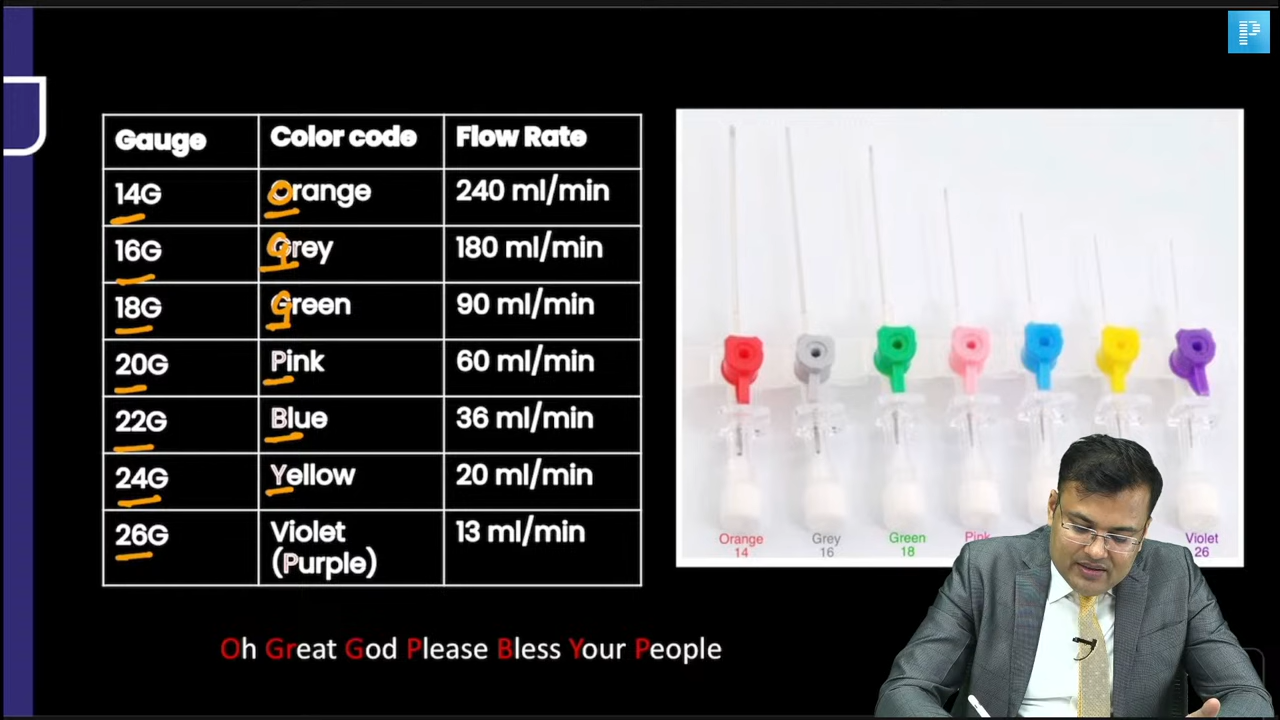 P
Gauge Color code Flow Rate
14G Orange 240 ml/min
16G Grey 180 ml/min
18G Green 90 ml/min
20G Pink 60 ml/min
22G Blue 36 ml/min
24G Yellow 20 ml/min
26G Violet 13 ml/min
(Purple)
Orange Grey Green Pink Violet
14 16 18 26
Oh Great God Please Bless Your People